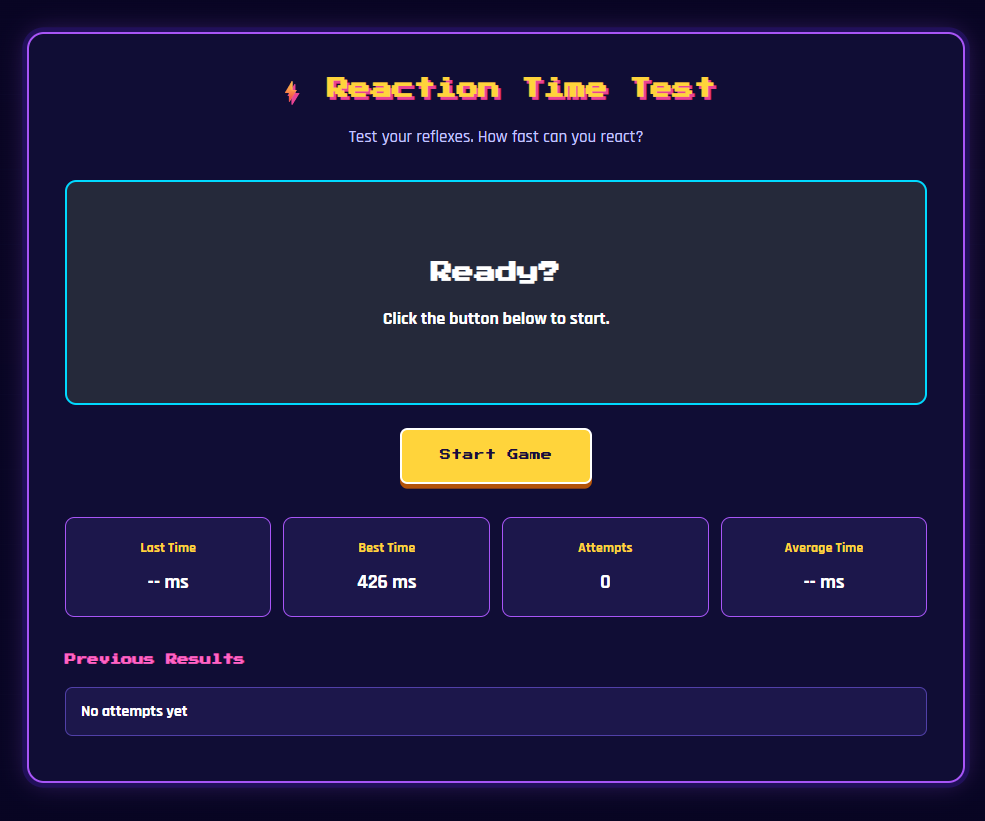 ⚡ Reaction Time Test
Test your reflexes. How fast can you react?
Ready?
Click the button below to start.
Start Game
Last Time
-- ms
Best Time
426 ms
Attempts
0
Average Time
-- ms
Previous Results
No attempts yet